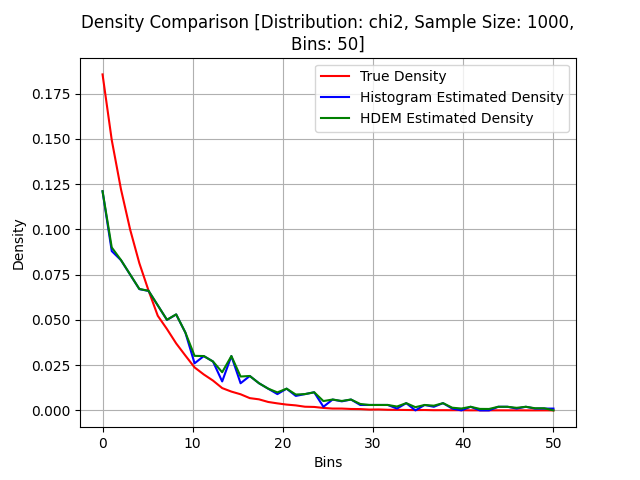 Density Comparison [Distribution: chi2, Sample Size: 1000,
Bins: 50]
True Density
Histogram Estimated Density
HDEM Estimated Density
0.175
0.150
0.125
0.100
0.075
0.050
0.025
0.000
Density
0 10 20 30 40 50
Bins